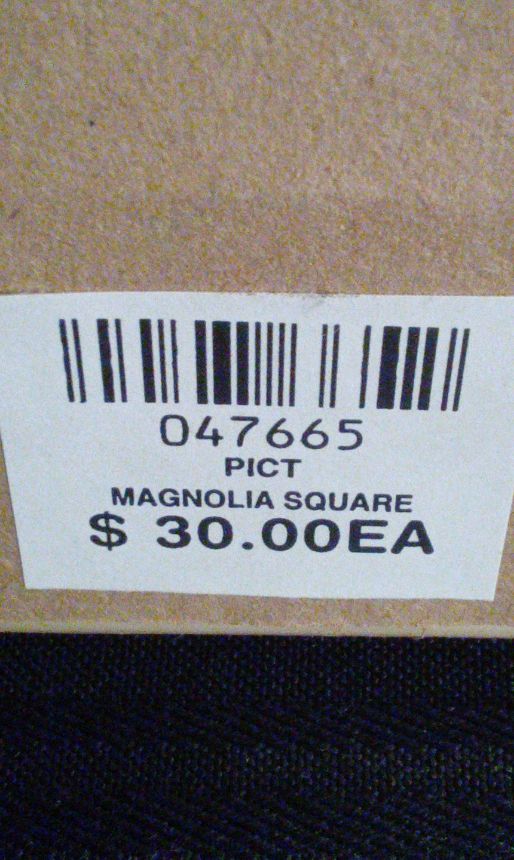 047665
PICT
MAGNOLIA SQUARE
$ 30.00EA